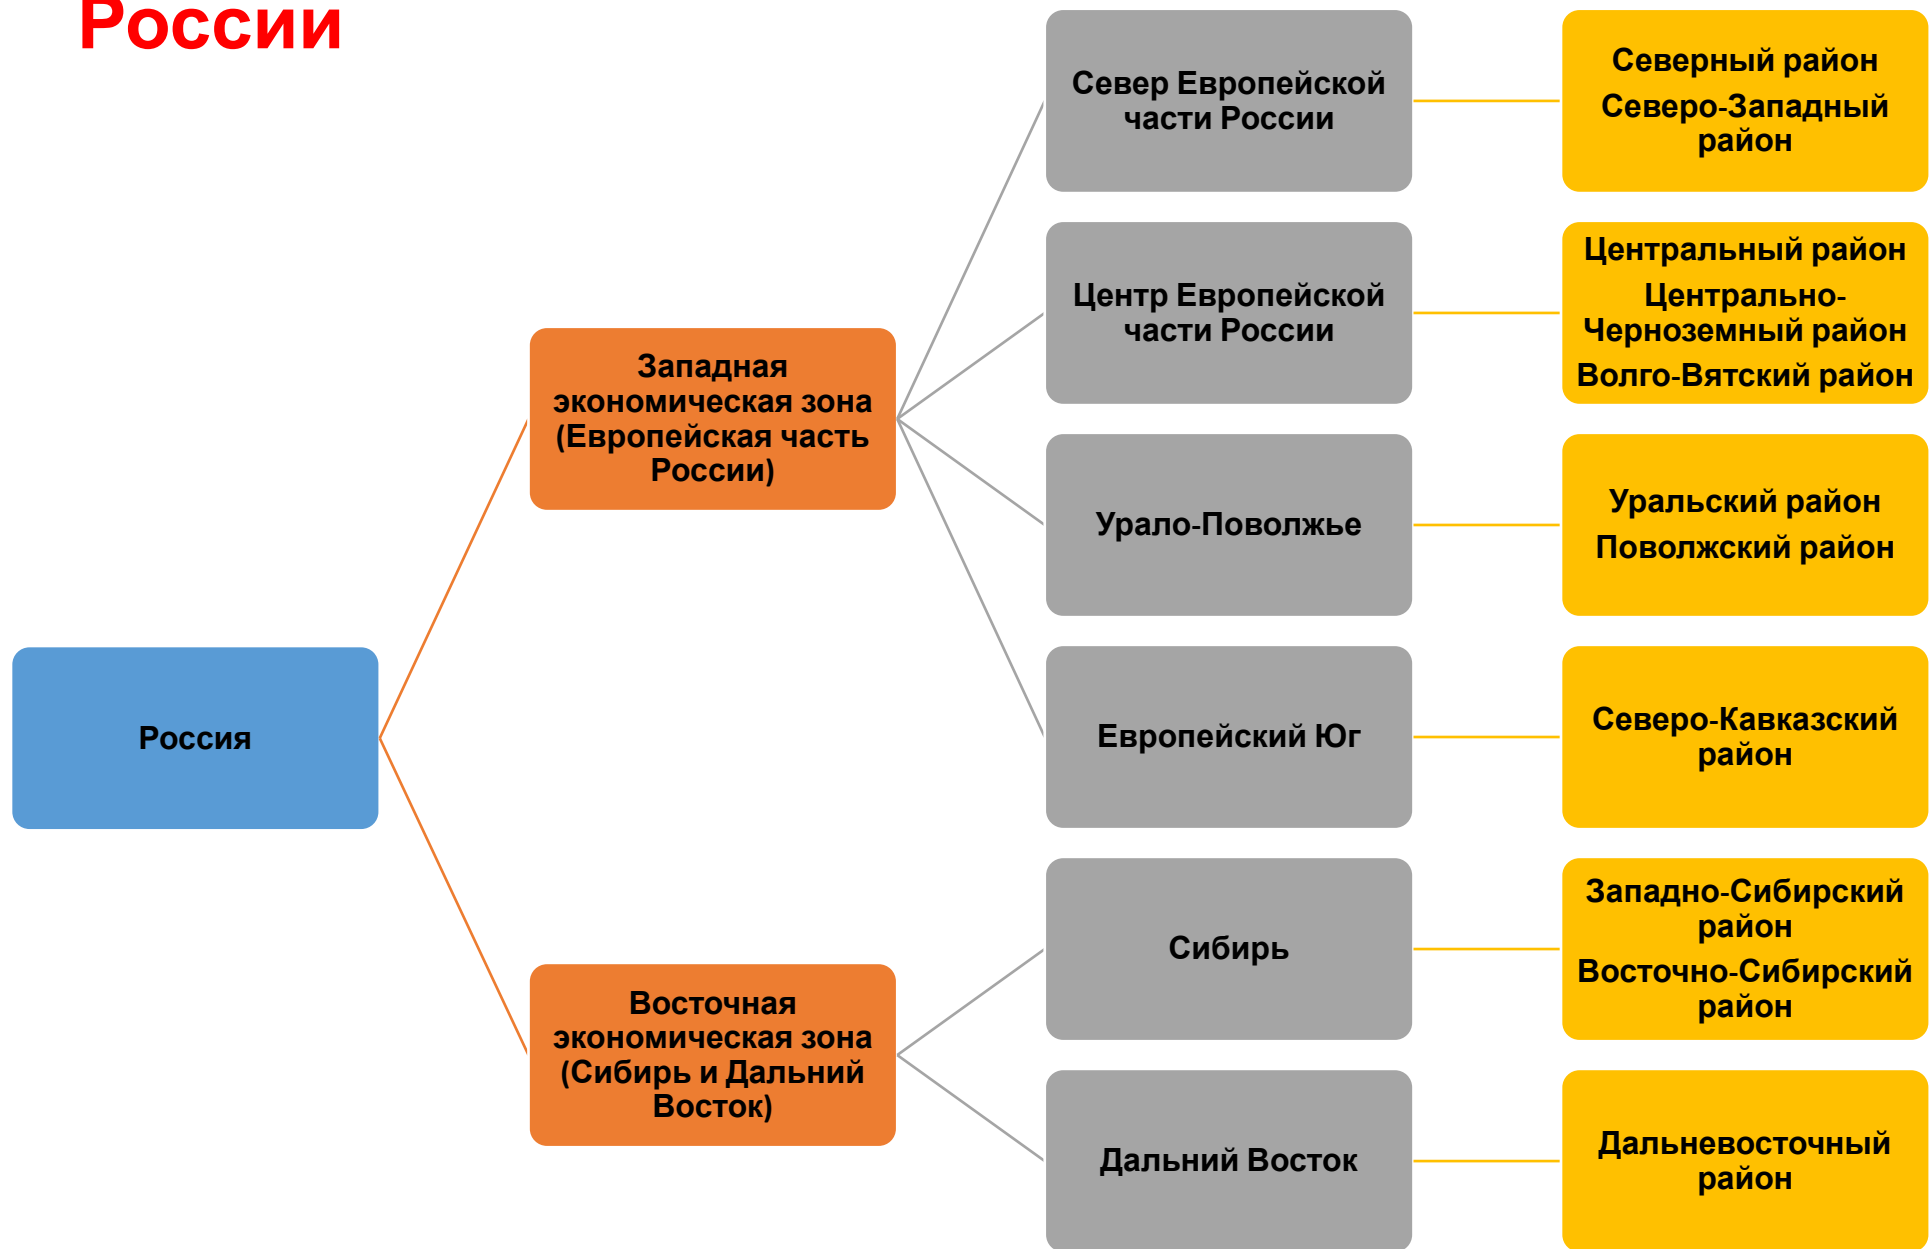 России
Север Европейской
части России
Северный район
Северо-Западный
район
Центр Европейской
части России
Центральный район
Центрально-
Черноземный район
Волго-Вятский район
Западная
экономическая зона
(Европейская часть
России)
Урало-Поволжье
Уральский район
Поволжский район
Россия
Европейский Юг
Северо-Кавказский
район
Сибирь
Западно-Сибирский
район
Восточно-Сибирский
район
Восточная
экономическая зона
(Сибирь и Дальний
Восток)
Дальний Восток
Дальневосточный
район